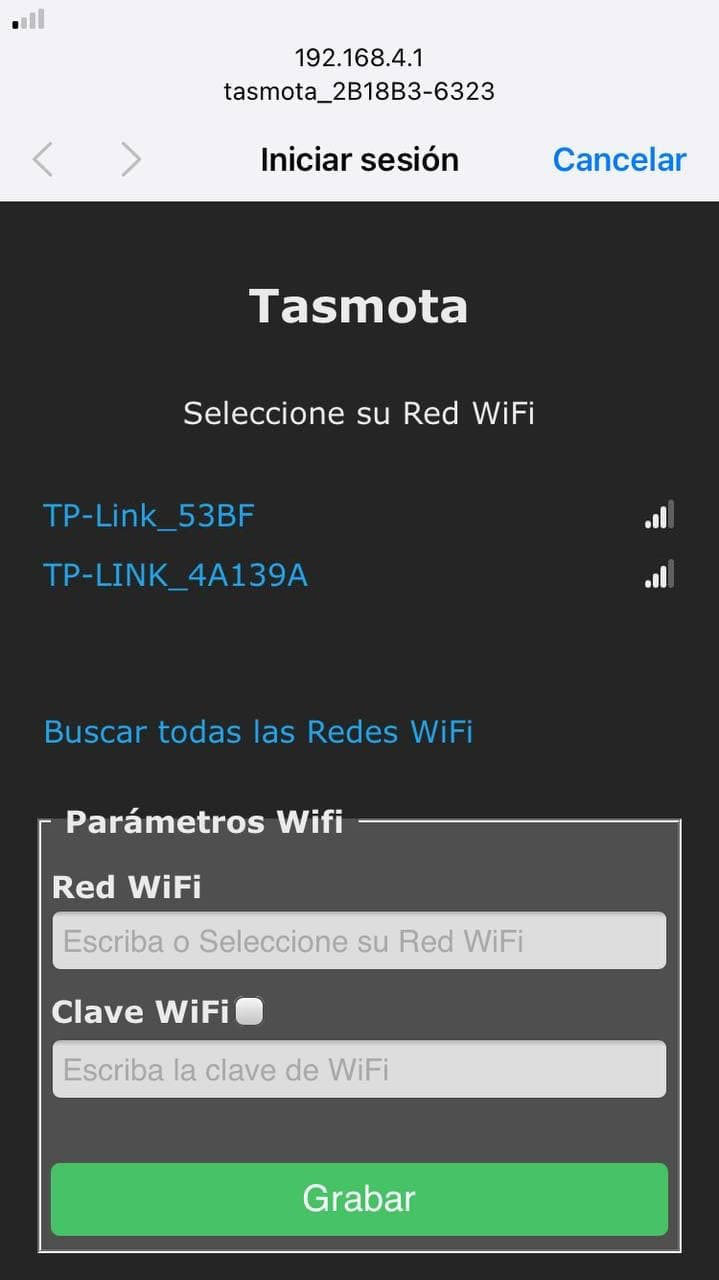 192.168.4.1
tasmota_2B18B3-6323
Iniciar sesión
Cancelar
Tasmota
Seleccione su Red WiFi
TP-Link_53BF
TP-LINK_4A139A
Buscar todas las Redes WiFi
Parámetros Wifi
Red WiFi
Escriba o Seleccione su Red WiFi
Clave WiFi
Escriba la clave de WiFi
Grabar